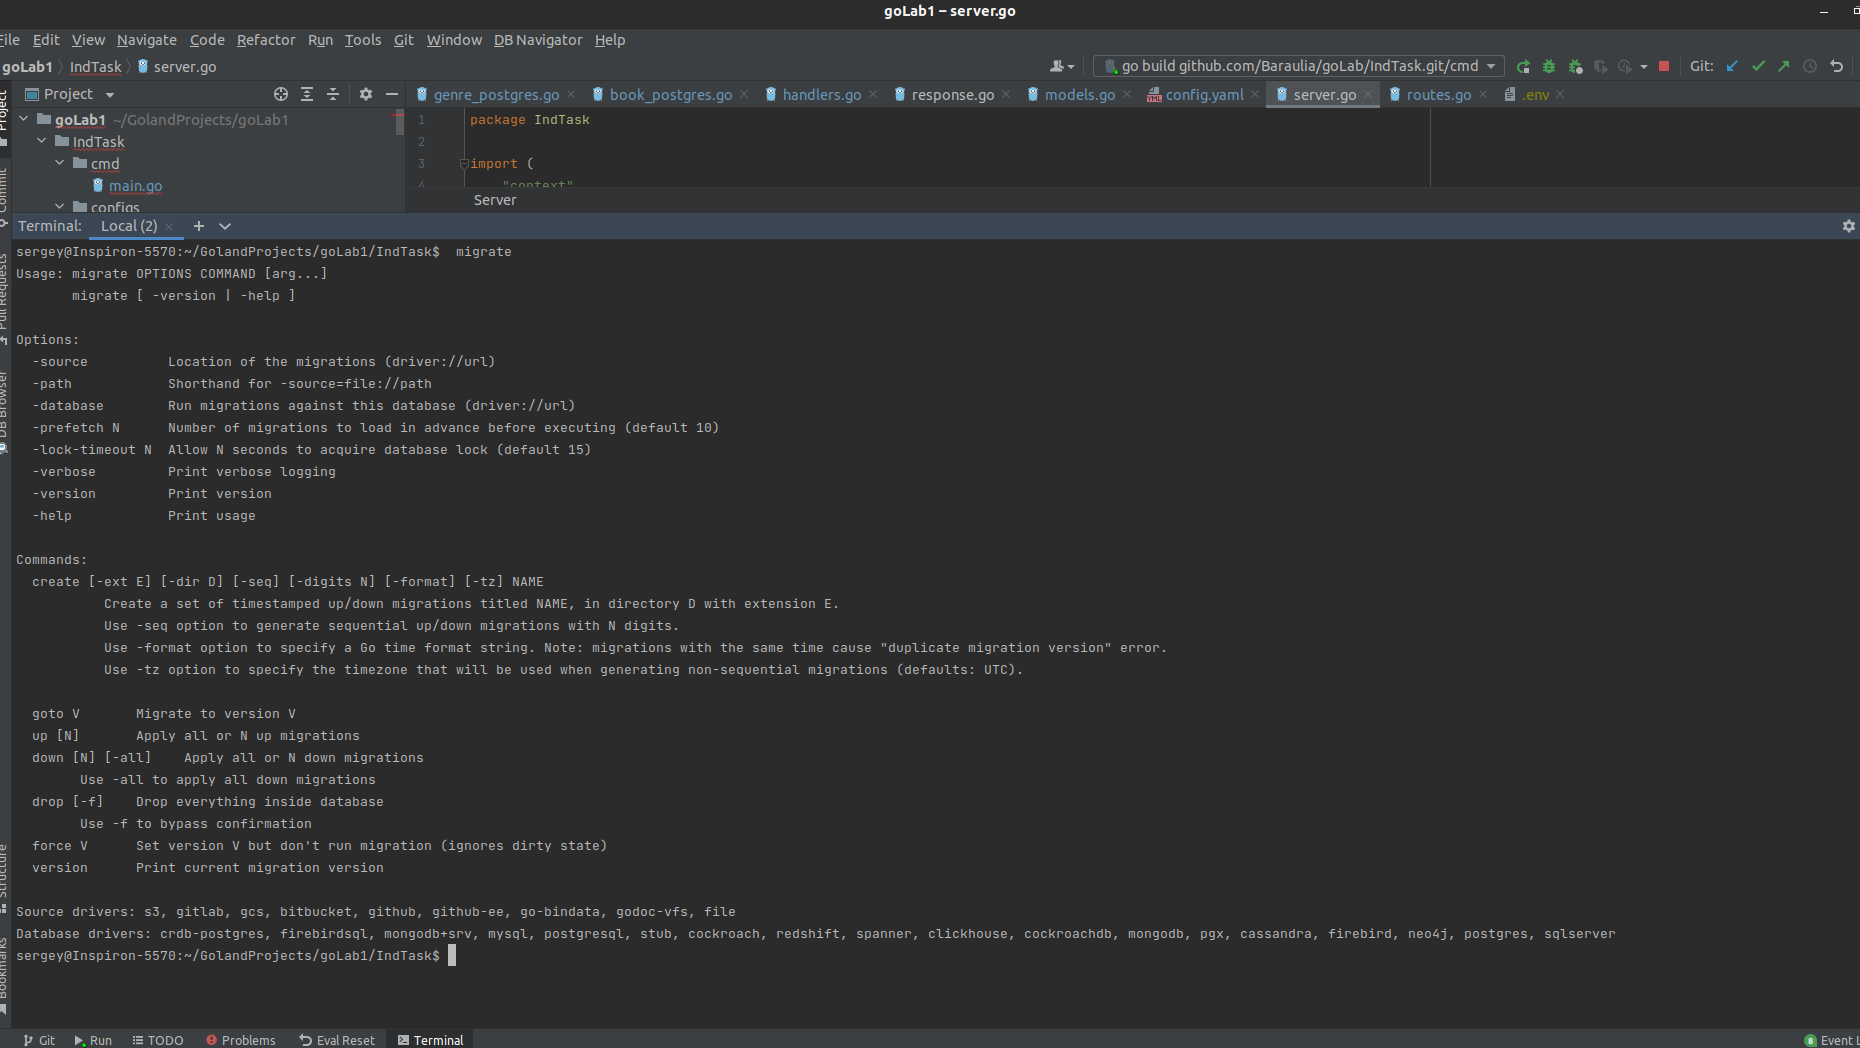 goLab1 – server.go
File Edit View Navigate Code Refactor Run Tools Git Window DB Navigator Help
goLab1 IndTask server.go
go build github.com/Baraulia/goLab/IndTask.git/cmd
Git:
Project
genre_postgres.go book_postgres.go handlers.go response.go models.go config.yaml server.go routes.go .env
goLab1 ~/GolandProjects/goLab1
IndTask
cmd
main.go
configs
1 package IndTask
2
3 import (
4 "context"
Server
Project
Commit
Pull Requests
DB Browser
Structure
Bookmarks
Terminal: Local (2)
sergey@Inspiron-5570:~/GolandProjects/goLab1/IndTask$  migrate
Usage: migrate OPTIONS COMMAND [arg...]
       migrate [ -version | -help ]
Options:
  -source          Location of the migrations (driver://url)
  -path            Shorthand for -source=file://path
  -database        Run migrations against this database (driver://url)
  -prefetch N      Number of migrations to load in advance before executing (default 10)
  -lock-timeout N  Allow N seconds to acquire database lock (default 15)
  -verbose         Print verbose logging
  -version         Print version
  -help            Print usage
Commands:
  create [-ext E] [-dir D] [-seq] [-digits N] [-format] [-tz] NAME
           Create a set of timestamped up/down migrations titled NAME, in directory D with extension E.
           Use -seq option to generate sequential up/down migrations with N digits.
           Use -format option to specify a Go time format string. Note: migrations with the same time cause "duplicate migration version" error.
           Use -tz option to specify the timezone that will be used when generating non-sequential migrations (defaults: UTC).
  goto V       Migrate to version V
  up [N]       Apply all or N up migrations
  down [N] [-all]    Apply all or N down migrations
        Use -all to apply all down migrations
  drop [-f]    Drop everything inside database
        Use -f to bypass confirmation
  force V      Set version V but don't run migration (ignores dirty state)
  version      Print current migration version
Source drivers: s3, gitlab, gcs, bitbucket, github, github-ee, go-bindata, godoc-vfs, file
Database drivers: crdb-postgres, firebirdsql, mongodb+srv, mysql, postgresql, stub, cockroach, redshift, spanner, clickhouse, cockroachdb, mongodb, pgx, cassandra, firebird, neo4j, postgres, sqlserver
sergey@Inspiron-5570:~/GolandProjects/goLab1/IndTask$
Git Run TODO Problems Eval Reset Terminal 8 Event L